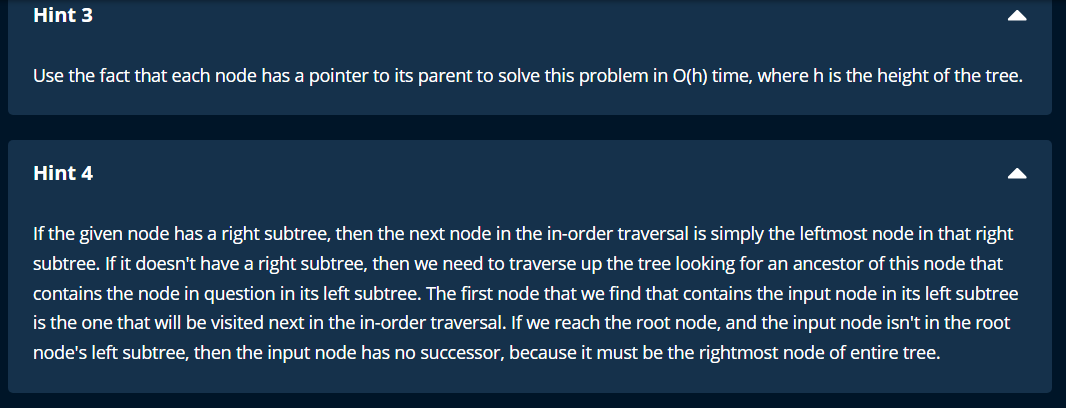 Hint 3
Use the fact that each node has a pointer to its parent to solve this problem in O(h) time, where h is the height of the tree.
Hint 4
If the given node has a right subtree, then the next node in the in-order traversal is simply the leftmost node in that right
subtree. If it doesn't have a right subtree, then we need to traverse up the tree looking for an ancestor of this node that
contains the node in question in its left subtree. The first node that we find that contains the input node in its left subtree
is the one that will be visited next in the in-order traversal. If we reach the root node, and the input node isn't in the root
node's left subtree, then the input node has no successor, because it must be the rightmost node of entire tree.